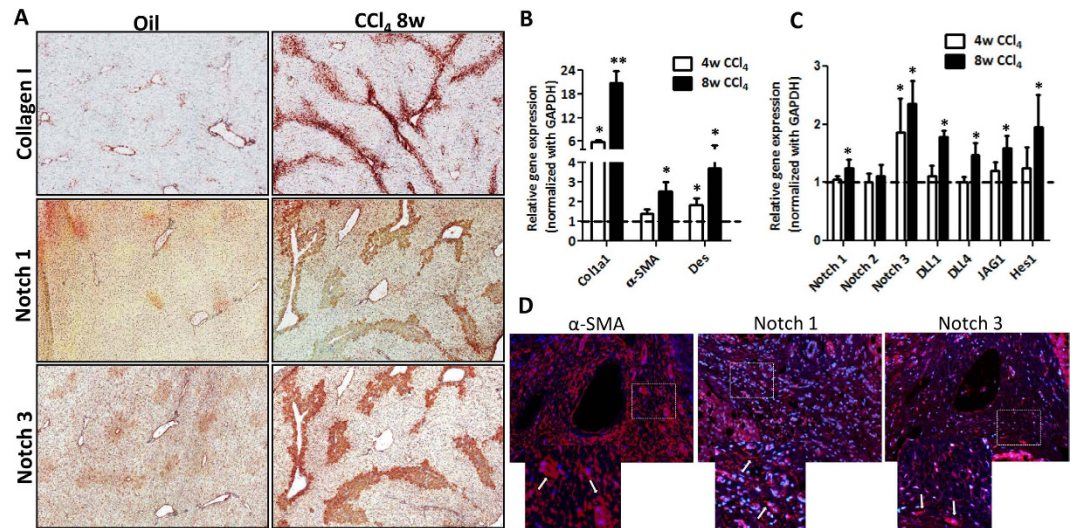 A
Oil
CCl₄ 8w
Collagen I
Notch 1
Notch 3
B
4w CCl₄
8w CCl₄
Relative gene expression
(normalized with GAPDH)
24
18
12
6
4
3
2
1
0
*
**
*
*
*
Col1a1
α-SMA
Des
C
4w CCl₄
8w CCl₄
Relative gene expression
(normalized with GAPDH)
3
2
1
0
*
*
*
*
*
*
*
Notch 1
Notch 2
Notch 3
DLL1
DLL4
JAG1
Hes1
D
α-SMA
Notch 1
Notch 3